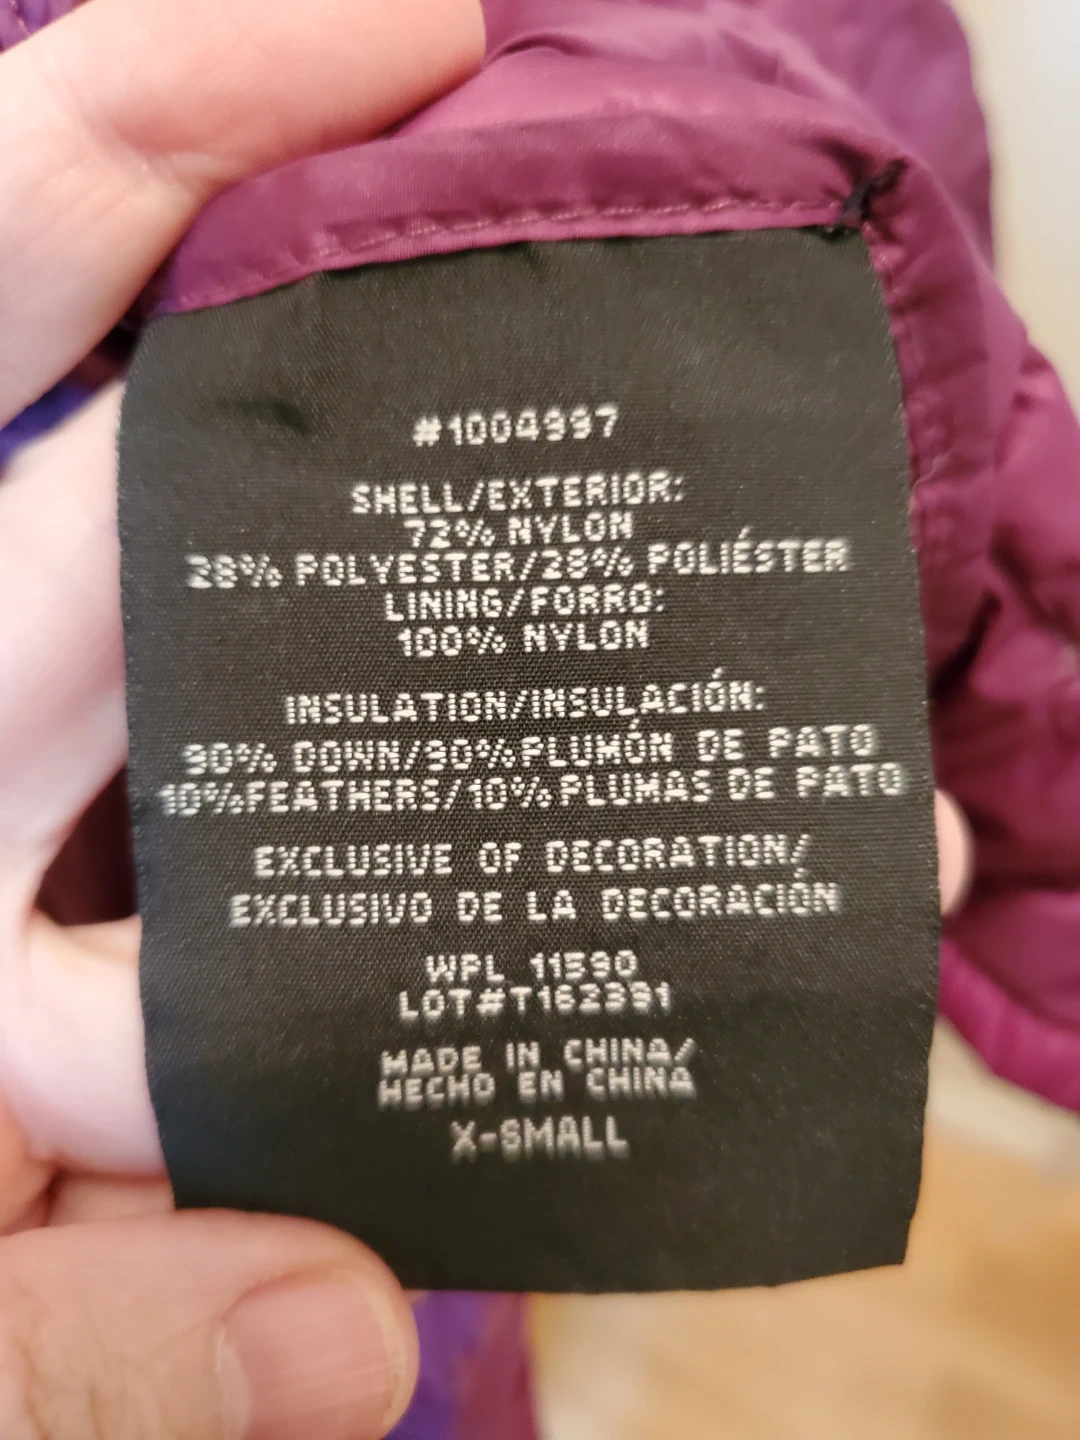 #1004997
SHELL/EXTERIOR:
72% NYLON
28% POLYESTER/28% POLIÉSTER
LINING/FORRO:
100% NYLON
INSULATION/INSULACIÓN:
90% DOWN/90% PLUMÓN DE PATO
10% FEATHERS/10% PLUMAS DE PATO
EXCLUSIVE OF DECORATION/
EXCLUSIVO DE LA DECORACIÓN
WPL 11590
LOT#T162391
MADE IN CHINA/
HECHO EN CHINA
X-SMALL